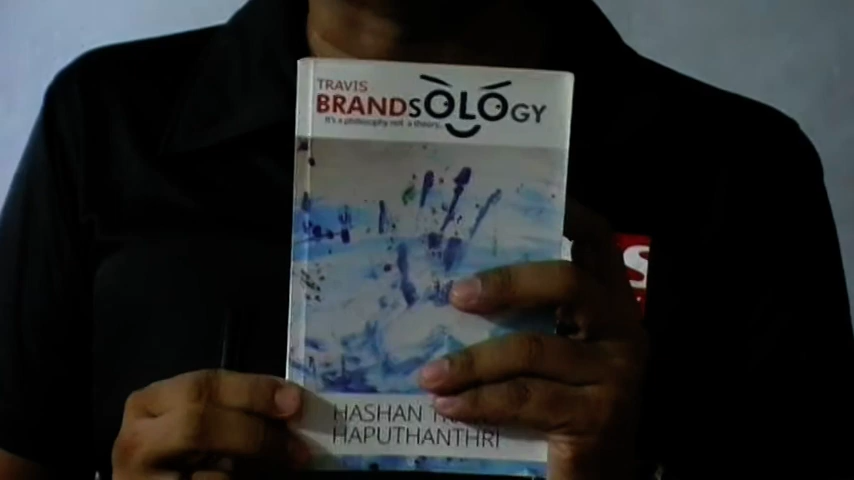 TRAVIS
BRANDSOLOGY
It's a philosophy not a theory.
HASHAN
HAPUTHANTHRI
S